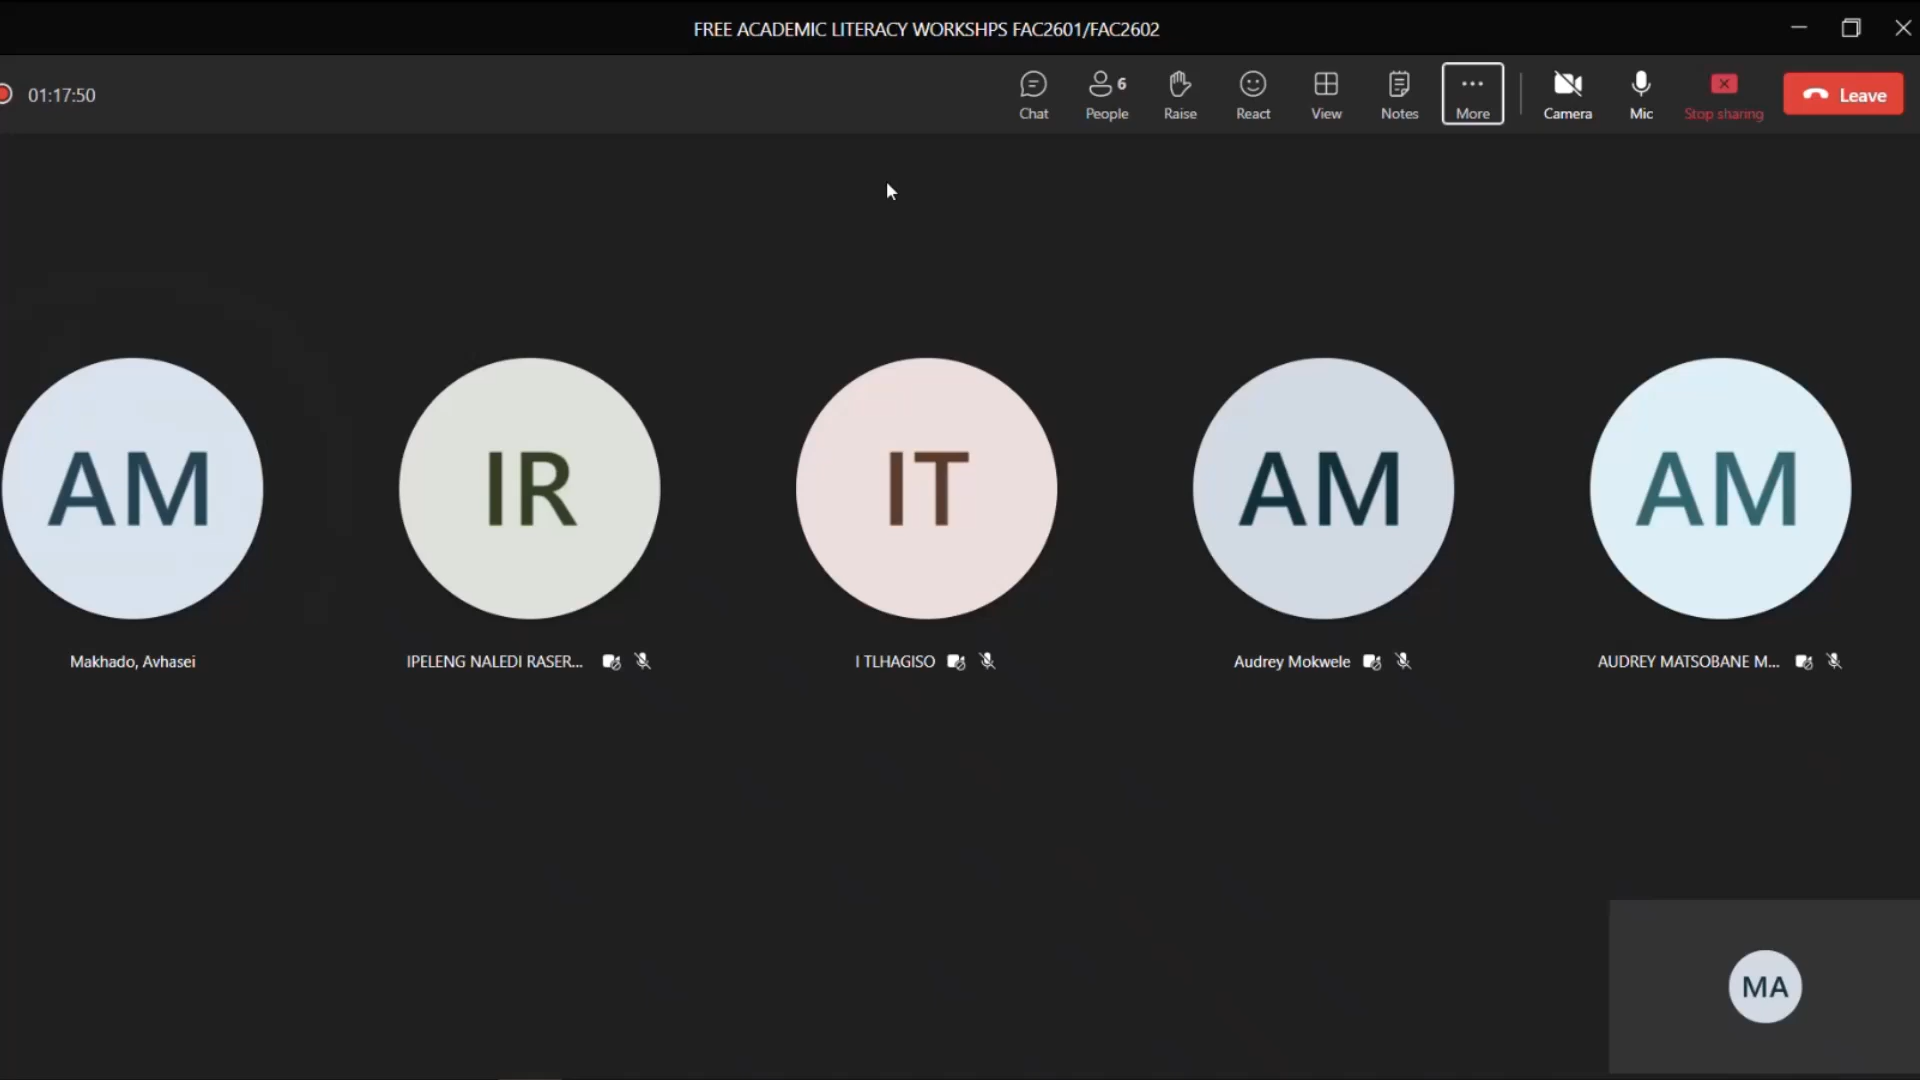 FREE ACADEMIC LITERACY WORKSHPS FAC2601/FAC2602
01:17:50
Chat
6
People
Raise
React
View
Notes
More
Camera
Mic
Stop sharing
Leave
AM
IR
IT
AM
AM
Makhado, Avhasei
IPELENG NALEDI RASER...
I TLHAGISO
Audrey Mokwele
AUDREY MATSOBANE M...
MA